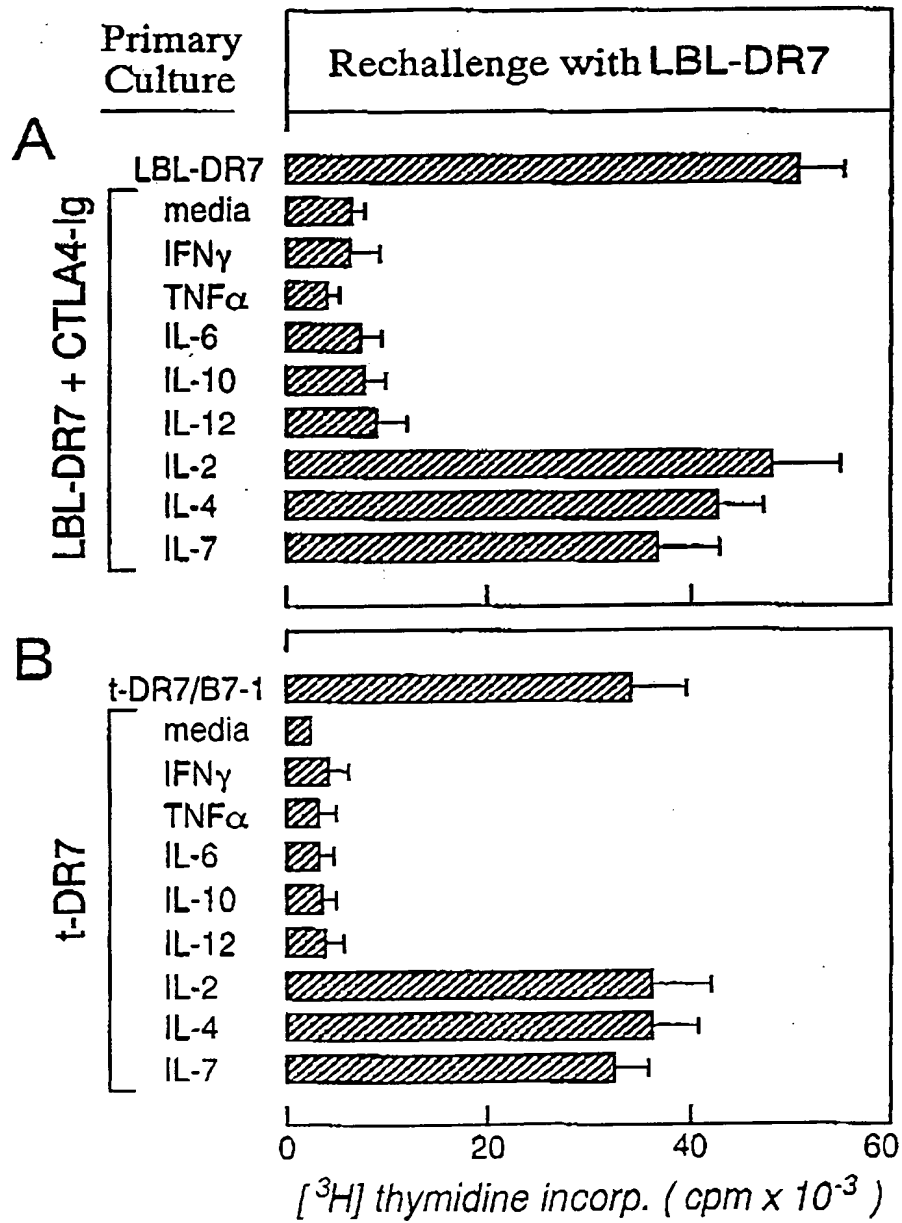 Primary
Culture
Rechallenge with LBL-DR7
A
LBL-DR7
LBL-DR7 + CTLA4-Ig
media
IFNγ
TNFα
IL-6
IL-10
IL-12
IL-2
IL-4
IL-7
B
t-DR7/B7-1
t-DR7
media
IFNγ
TNFα
IL-6
IL-10
IL-12
IL-2
IL-4
IL-7
0 20 40 60
[³H] thymidine incorp. ( cpm x 10⁻³ )